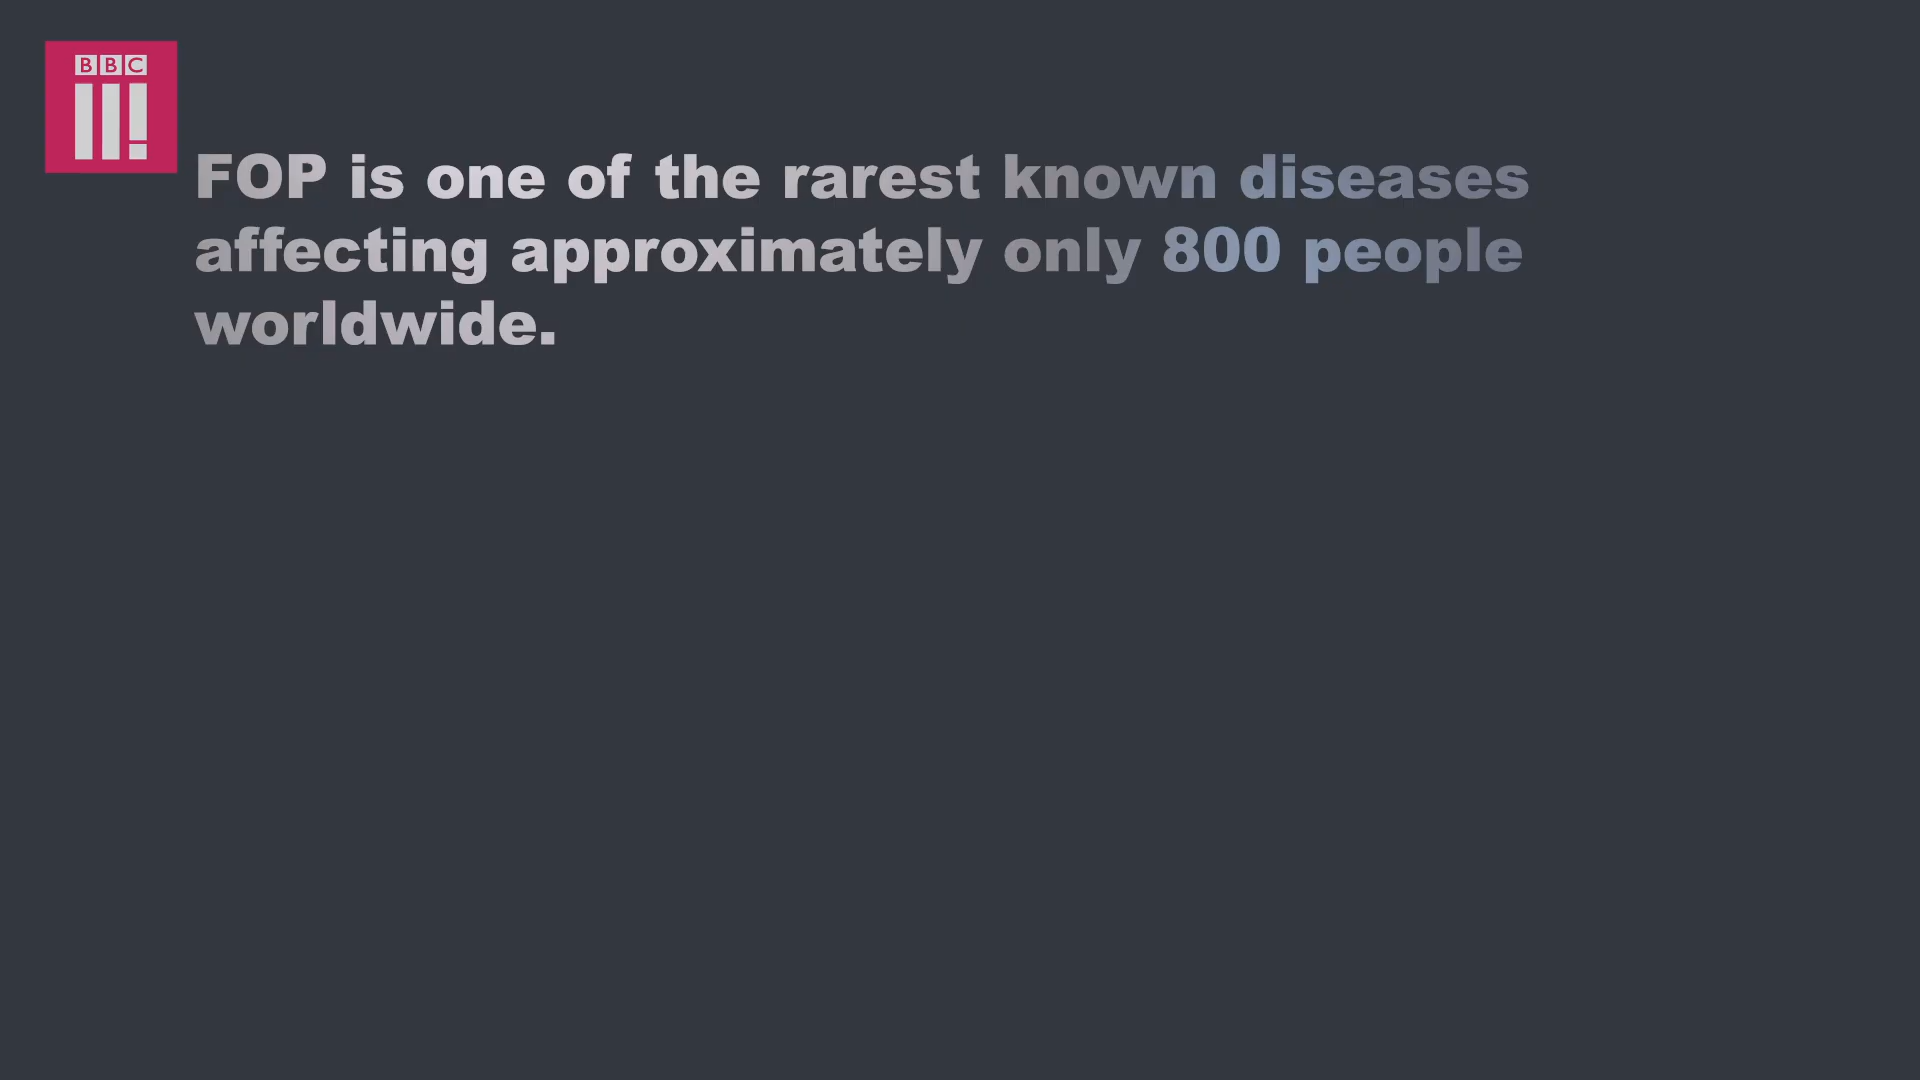 BBC
FOP is one of the rarest known diseases
affecting approximately only 800 people
worldwide.